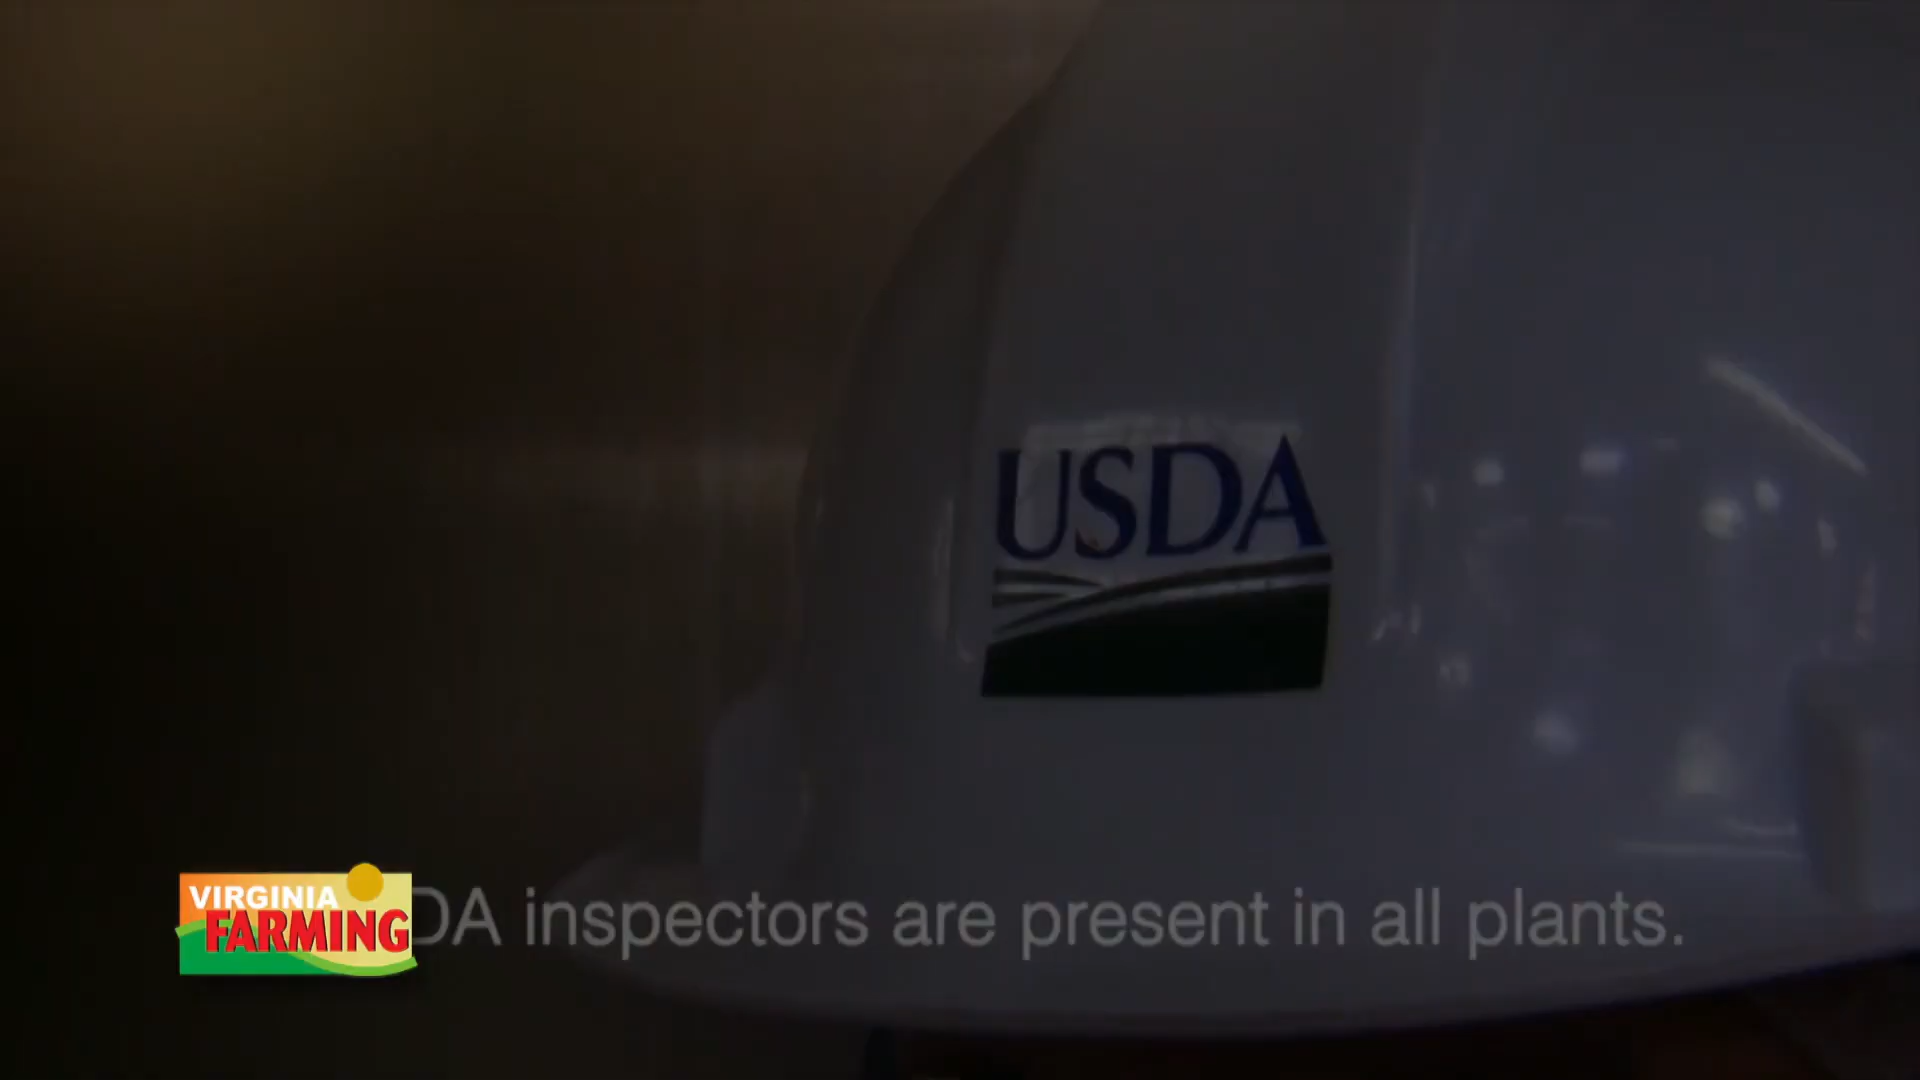 USDA
VIRGINIA
FARMING
DA inspectors are present in all plants.